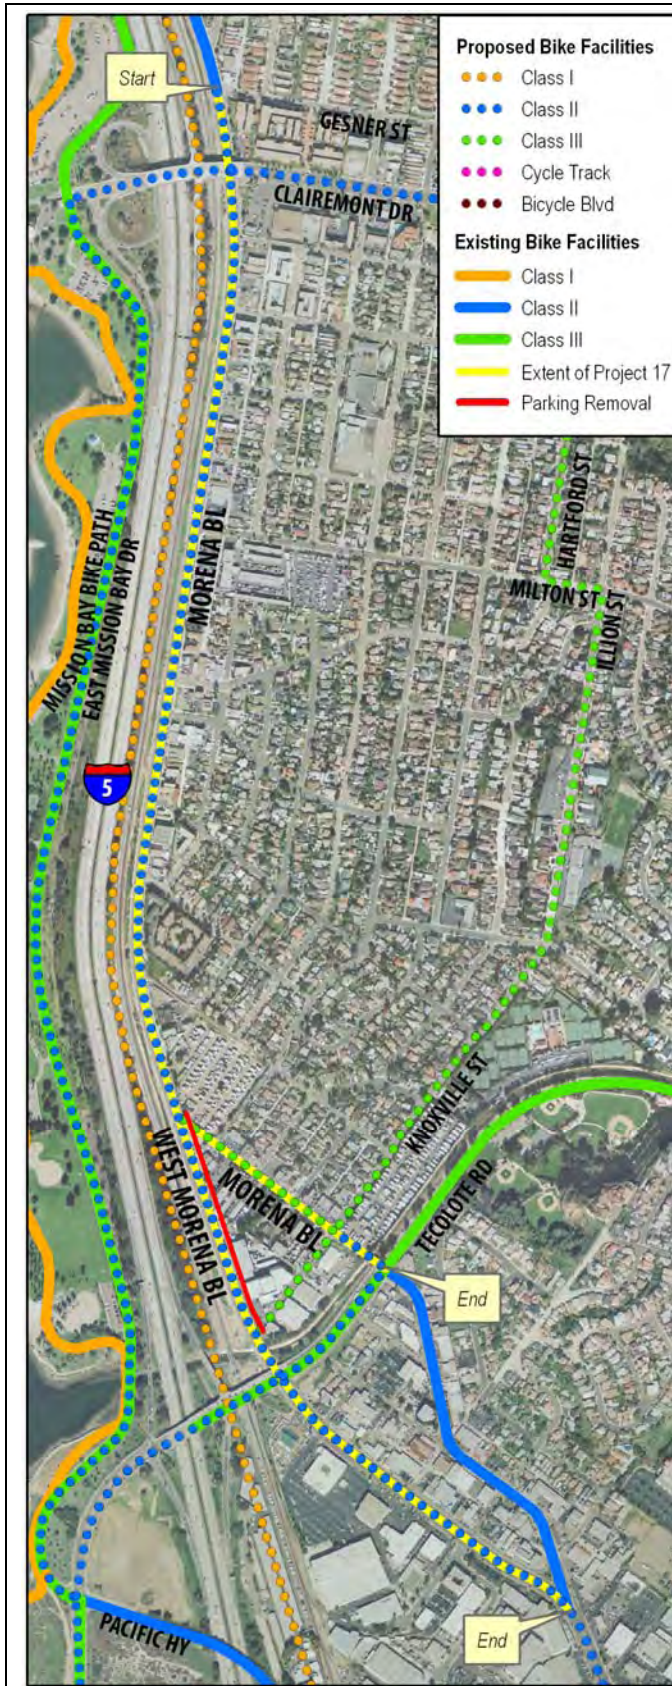 Proposed Bike Facilities
Class I
Class II
Class III
Cycle Track
Bicycle Blvd
Existing Bike Facilities
Class I
Class II
Class III
Extent of Project 17
Parking Removal
Start
GESNER ST
CLAIREMONT DR
HARTFORD ST
MILTON ST
ILLION ST
MORENA BL
MISSION BAY BIKE PATH
EAST MISSION BAY DR
5
KNOXVILLE ST
WEST MORENA BL
MORENA BL
TECOLOTE RD
End
End
PACIFIC HY